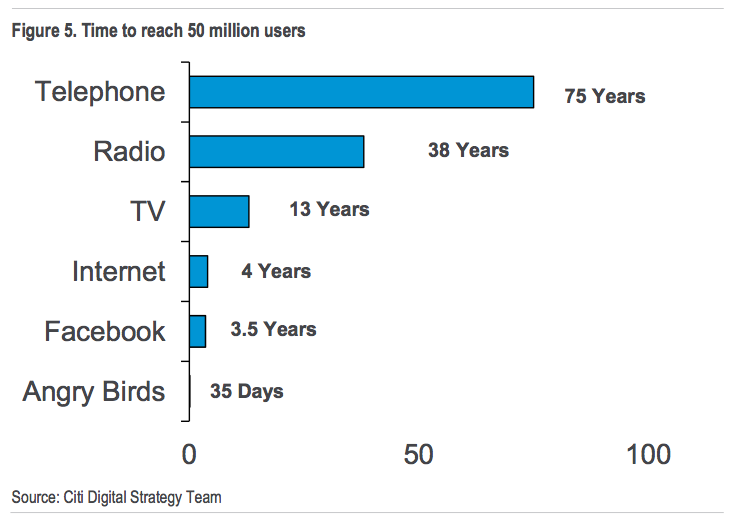 Figure 5. Time to reach 50 million users
Telephone 75 Years
Radio 38 Years
TV 13 Years
Internet 4 Years
Facebook 3.5 Years
Angry Birds 35 Days
0 50 100
Source: Citi Digital Strategy Team